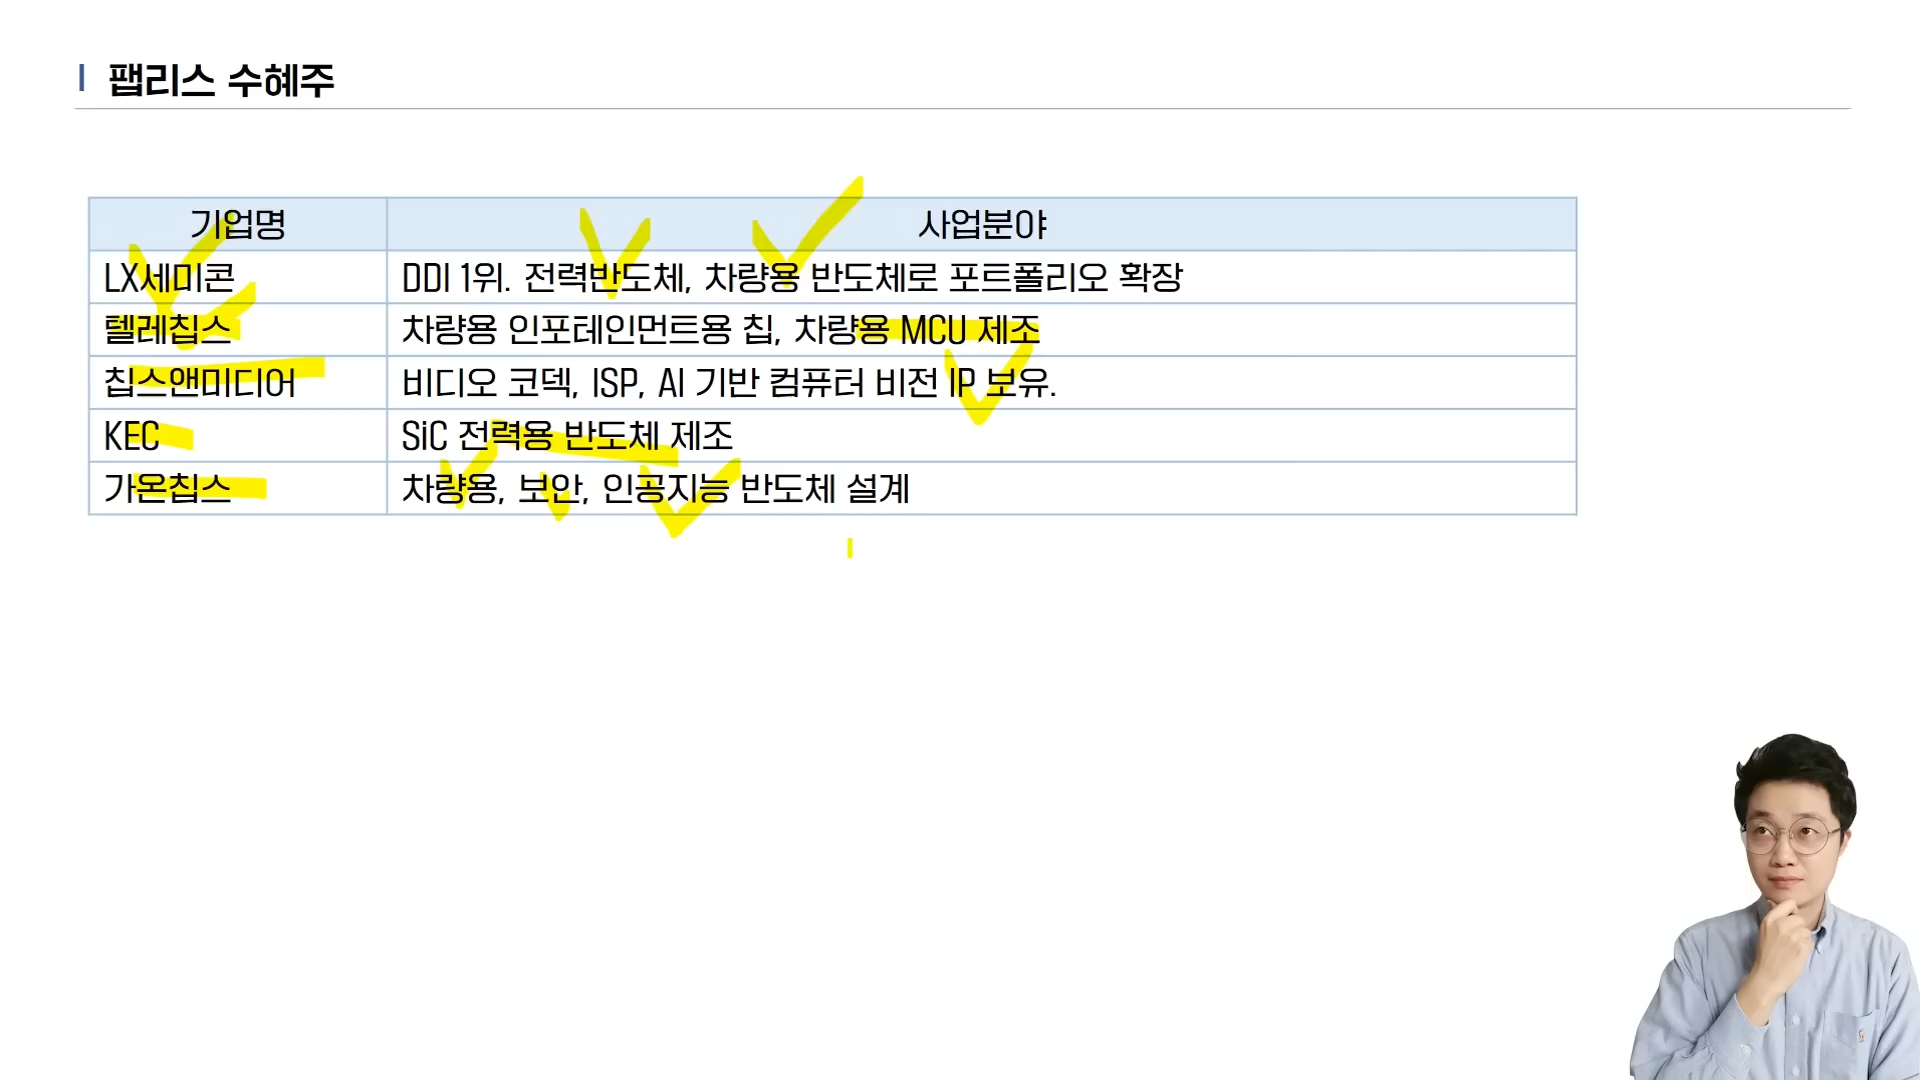 팹리스 수혜주
기업명 사업분야
LX세미콘 DDI 1위. 전력반도체, 차량용 반도체로 포트폴리오 확장
텔레칩스 차량용 인포테인먼트용 칩, 차량용 MCU 제조
칩스앤미디어 비디오 코덱, ISP, AI 기반 컴퓨터 비전 IP 보유.
KEC SiC 전력용 반도체 제조
가온칩스 차량용, 보안, 인공지능 반도체 설계